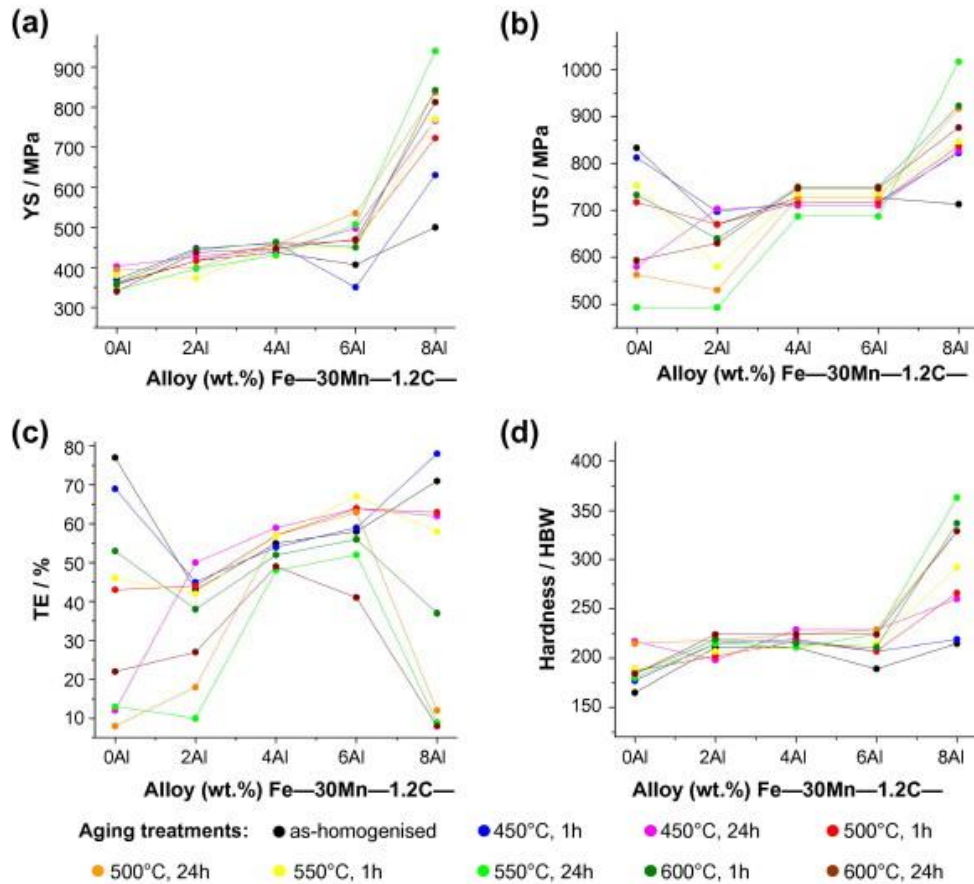 (a)
YS / MPa
900
800
700
600
500
400
300
0Al 2Al 4Al 6Al 8Al
Alloy (wt.%) Fe—30Mn—1.2C—
(b)
UTS / MPa
1000
900
800
700
600
500
0Al 2Al 4Al 6Al 8Al
Alloy (wt.%) Fe—30Mn—1.2C—
(c)
TE / %
80
70
60
50
40
30
20
10
0Al 2Al 4Al 6Al 8Al
Alloy (wt.%) Fe—30Mn—1.2C—
(d)
Hardness / HBW
400
350
300
250
200
150
0Al 2Al 4Al 6Al 8Al
Alloy (wt.%) Fe—30Mn—1.2C—
Aging treatments: as-homogenised 450°C, 1h 450°C, 24h 500°C, 1h
500°C, 24h 550°C, 1h 550°C, 24h 600°C, 1h 600°C, 24h